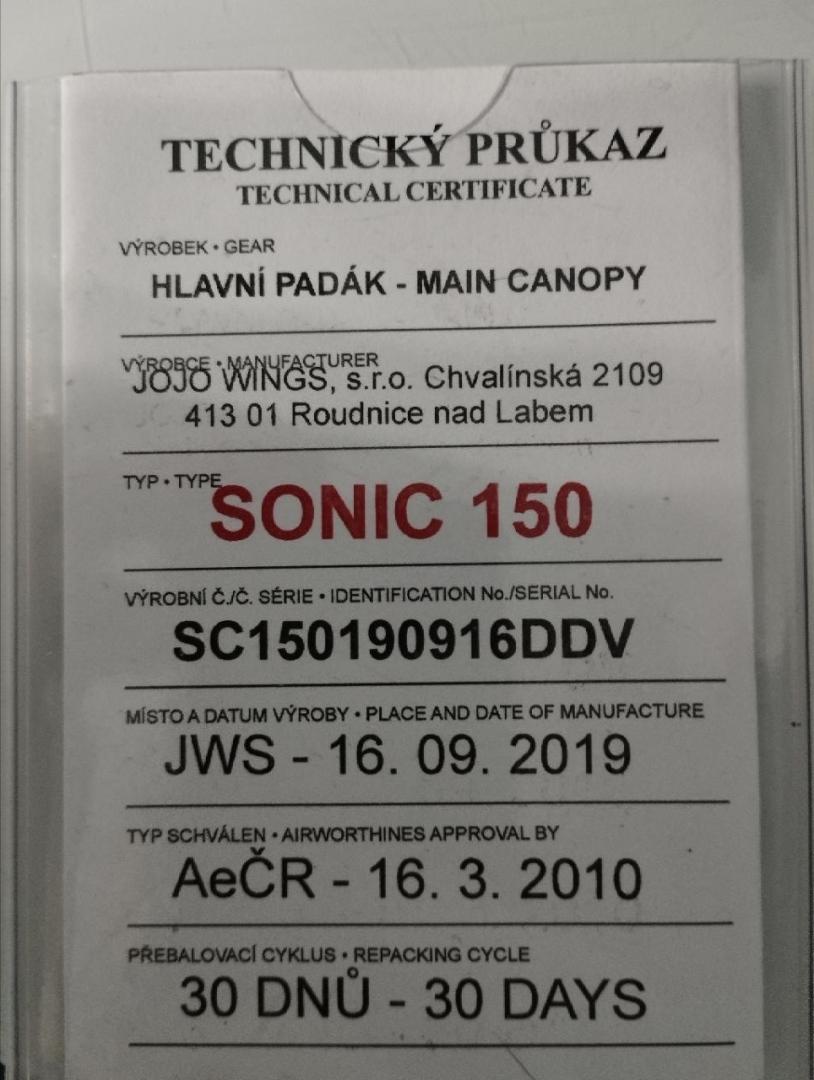 TECHNICKÝ PRŮKAZ
TECHNICAL CERTIFICATE
VÝROBEK • GEAR
HLAVNÍ PADÁK - MAIN CANOPY
VÝROBCE • MANUFACTURER
JOJO WINGS, s.r.o. Chvalínská 2109
413 01 Roudnice nad Labem
TYP • TYPE
SONIC 150
VÝROBNÍ Č./Č. SÉRIE • IDENTIFICATION No./SERIAL No.
SC150190916DDV
MÍSTO A DATUM VÝROBY • PLACE AND DATE OF MANUFACTURE
JWS - 16. 09. 2019
TYP SCHVÁLEN • AIRWORTHINES APPROVAL BY
AeČR - 16. 3. 2010
PŘEBALOVACÍ CYKLUS • REPACKING CYCLE
30 DNŮ - 30 DAYS